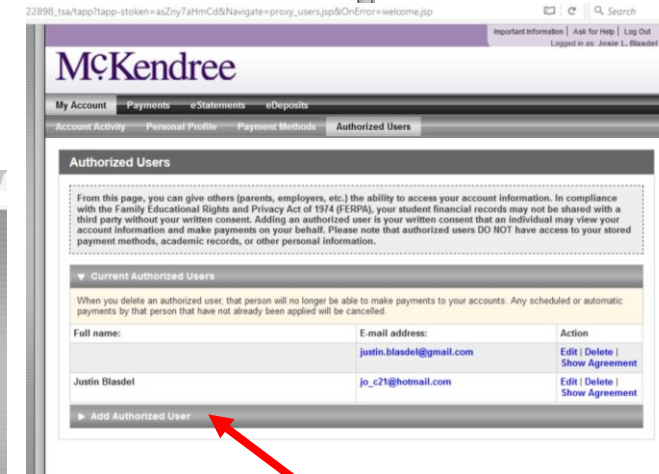 22898_tsa/tapp?tapp-stoken=asZny7aHmCd&Navigate=proxy_users.jsp&OnError=welcome.jsp
Search
Important Information | Ask for Help | Log Out
Logged in as: Josie L. Blasdel
McKendree
My Account Payments eStatements eDeposits
Account Activity Personal Profile Payment Methods Authorized Users
Authorized Users
From this page, you can give others (parents, employers, etc.) the ability to access your account information. In compliance
with the Family Educational Rights and Privacy Act of 1974 (FERPA), your student financial records may not be shared with a
third party without your written consent. Adding an authorized user is your written consent that an individual may view your
account information and make payments on your behalf. Please note that authorized users DO NOT have access to your stored
payment methods, academic records, or other personal information.
Current Authorized Users
When you delete an authorized user, that person will no longer be able to make payments to your accounts. Any scheduled or automatic
payments by that person that have not already been applied will be cancelled.
Full name: E-mail address: Action
justin.blasdel@gmail.com Edit | Delete |
Show Agreement
Justin Blasdel jo_c21@hotmail.com Edit | Delete |
Show Agreement
Add Authorized User